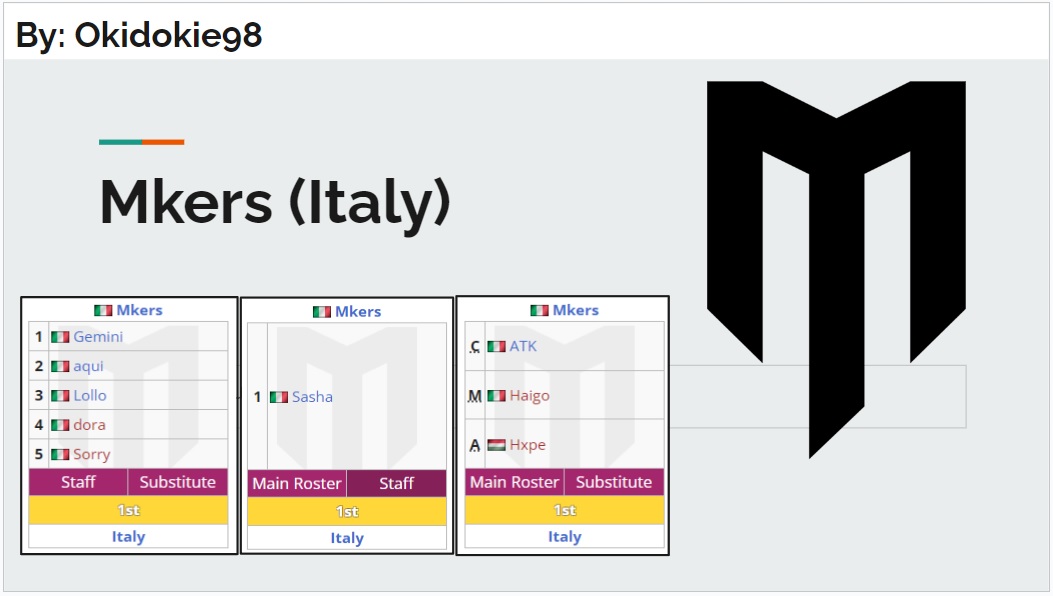 By: Okidokie98
Mkers (Italy)
Mkers
1 Gemini
2 aqui
3 Lollo
4 dora
5 Sorry
Staff Substitute
1st
Italy
Mkers
1 Sasha
Main Roster Staff
1st
Italy
Mkers
C ATK
M Haigo
A Hxpe
Main Roster Substitute
1st
Italy